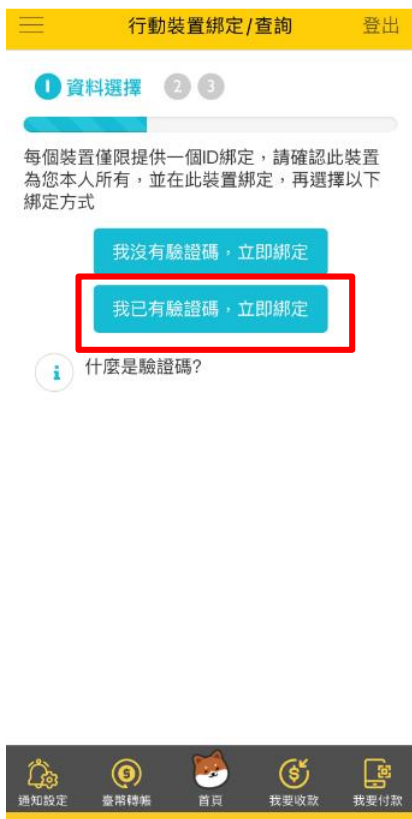 行動裝置綁定/查詢
登出
1 資料選擇 2 3
每個裝置僅限提供一個ID綁定，請確認此裝置
為您本人所有，並在此裝置綁定，再選擇以下
綁定方式
我沒有驗證碼，立即綁定
我已有驗證碼，立即綁定
i 什麼是驗證碼?
通知設定 臺幣轉帳 首頁 我要收款 我要付款